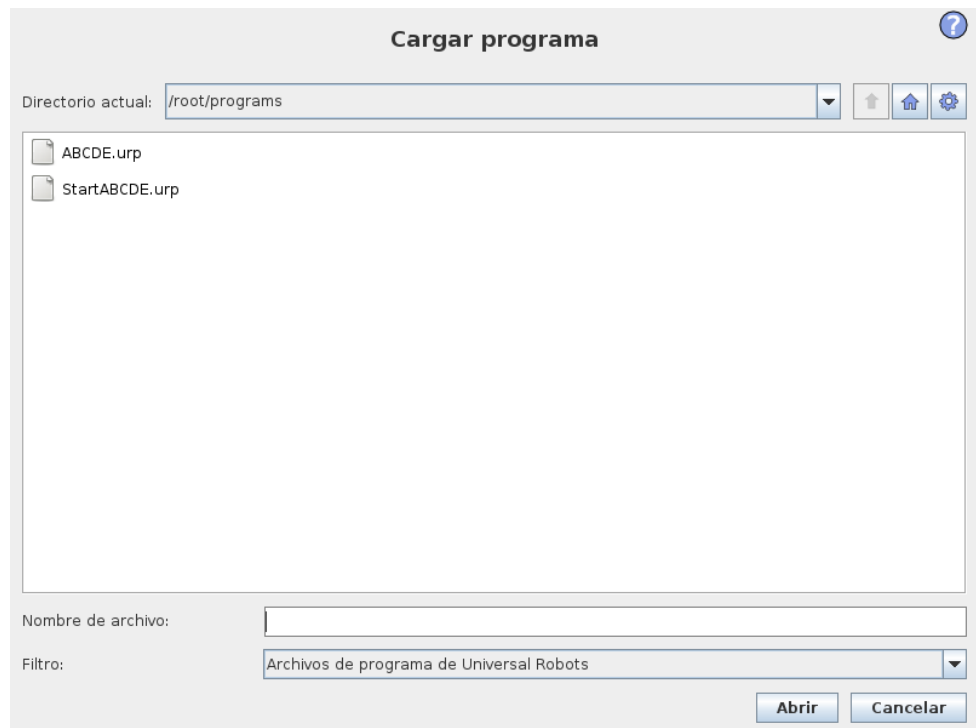 Cargar programa
?
Directorio actual: /root/programs
ABCDE.urp
StartABCDE.urp
Nombre de archivo:
Filtro: Archivos de programa de Universal Robots
Abrir Cancelar